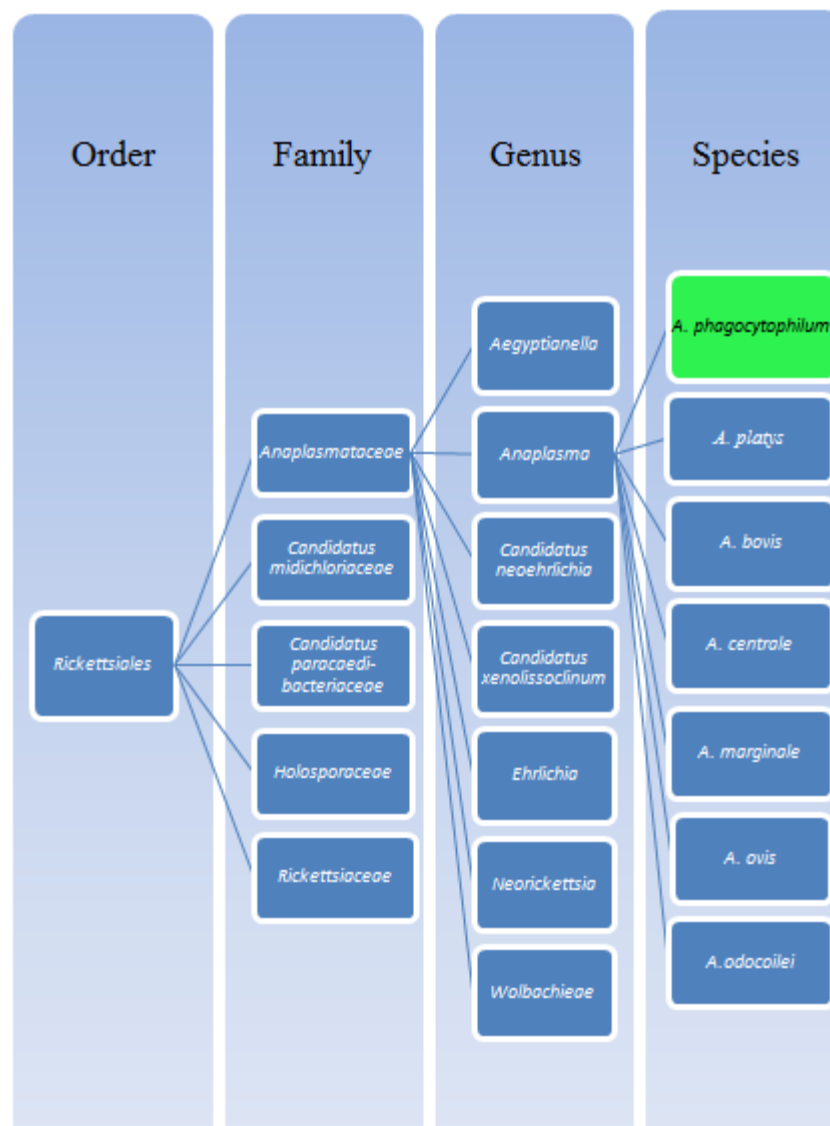 Order
Family
Genus
Species
Rickettsiales
Anaplasmataceae
Candidatus
midichloriaceae
Candidatus
paracaedi-
bacteriaceae
Holosporaceae
Rickettsiaceae
Aegyptianella
Anaplasma
Candidatus
neoehrlichia
Candidatus
xenolissoclinum
Ehrlichia
Neorickettsia
Wolbachieae
A. phagocytophilum
A. platys
A. bovis
A. centrale
A. marginale
A. ovis
A.odocoilei